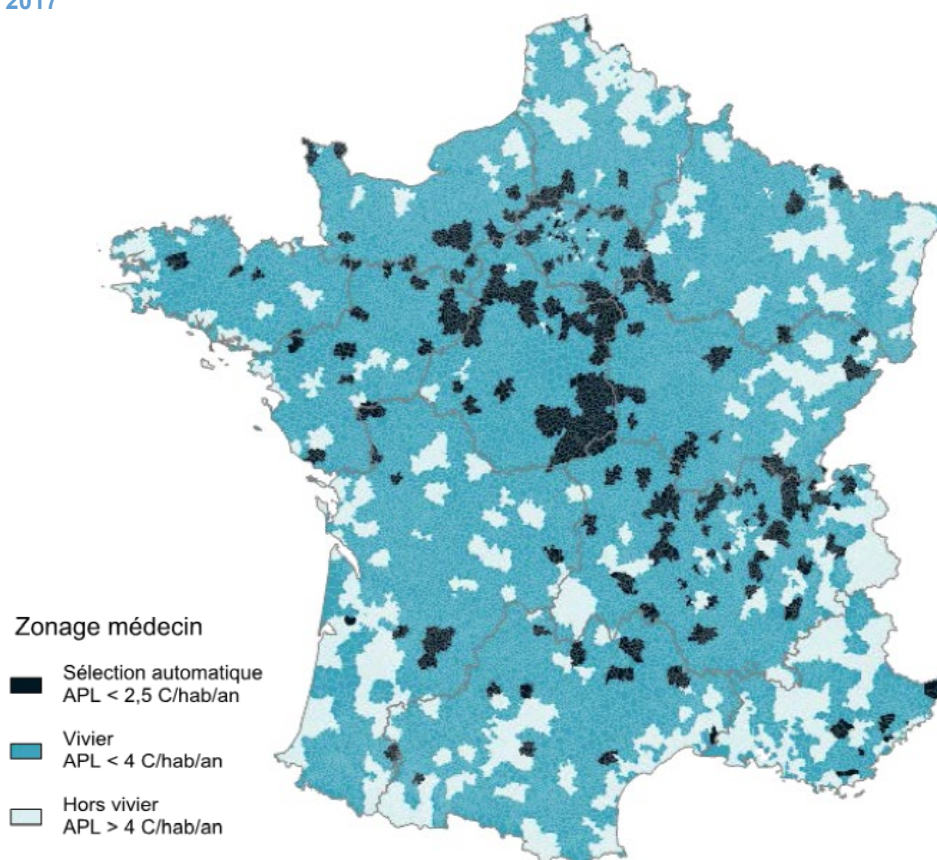 2017
Zonage médecin
Sélection automatique
APL < 2,5 C/hab/an
Vivier
APL < 4 C/hab/an
Hors vivier
APL > 4 C/hab/an